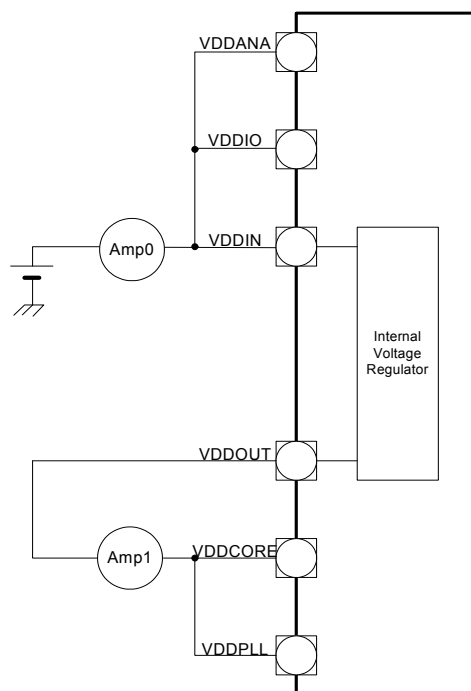 VDDANA
VDDIO
Amp0
VDDIN
Internal
Voltage
Regulator
VDDOUT
Amp1
VDDCORE
VDDPLL